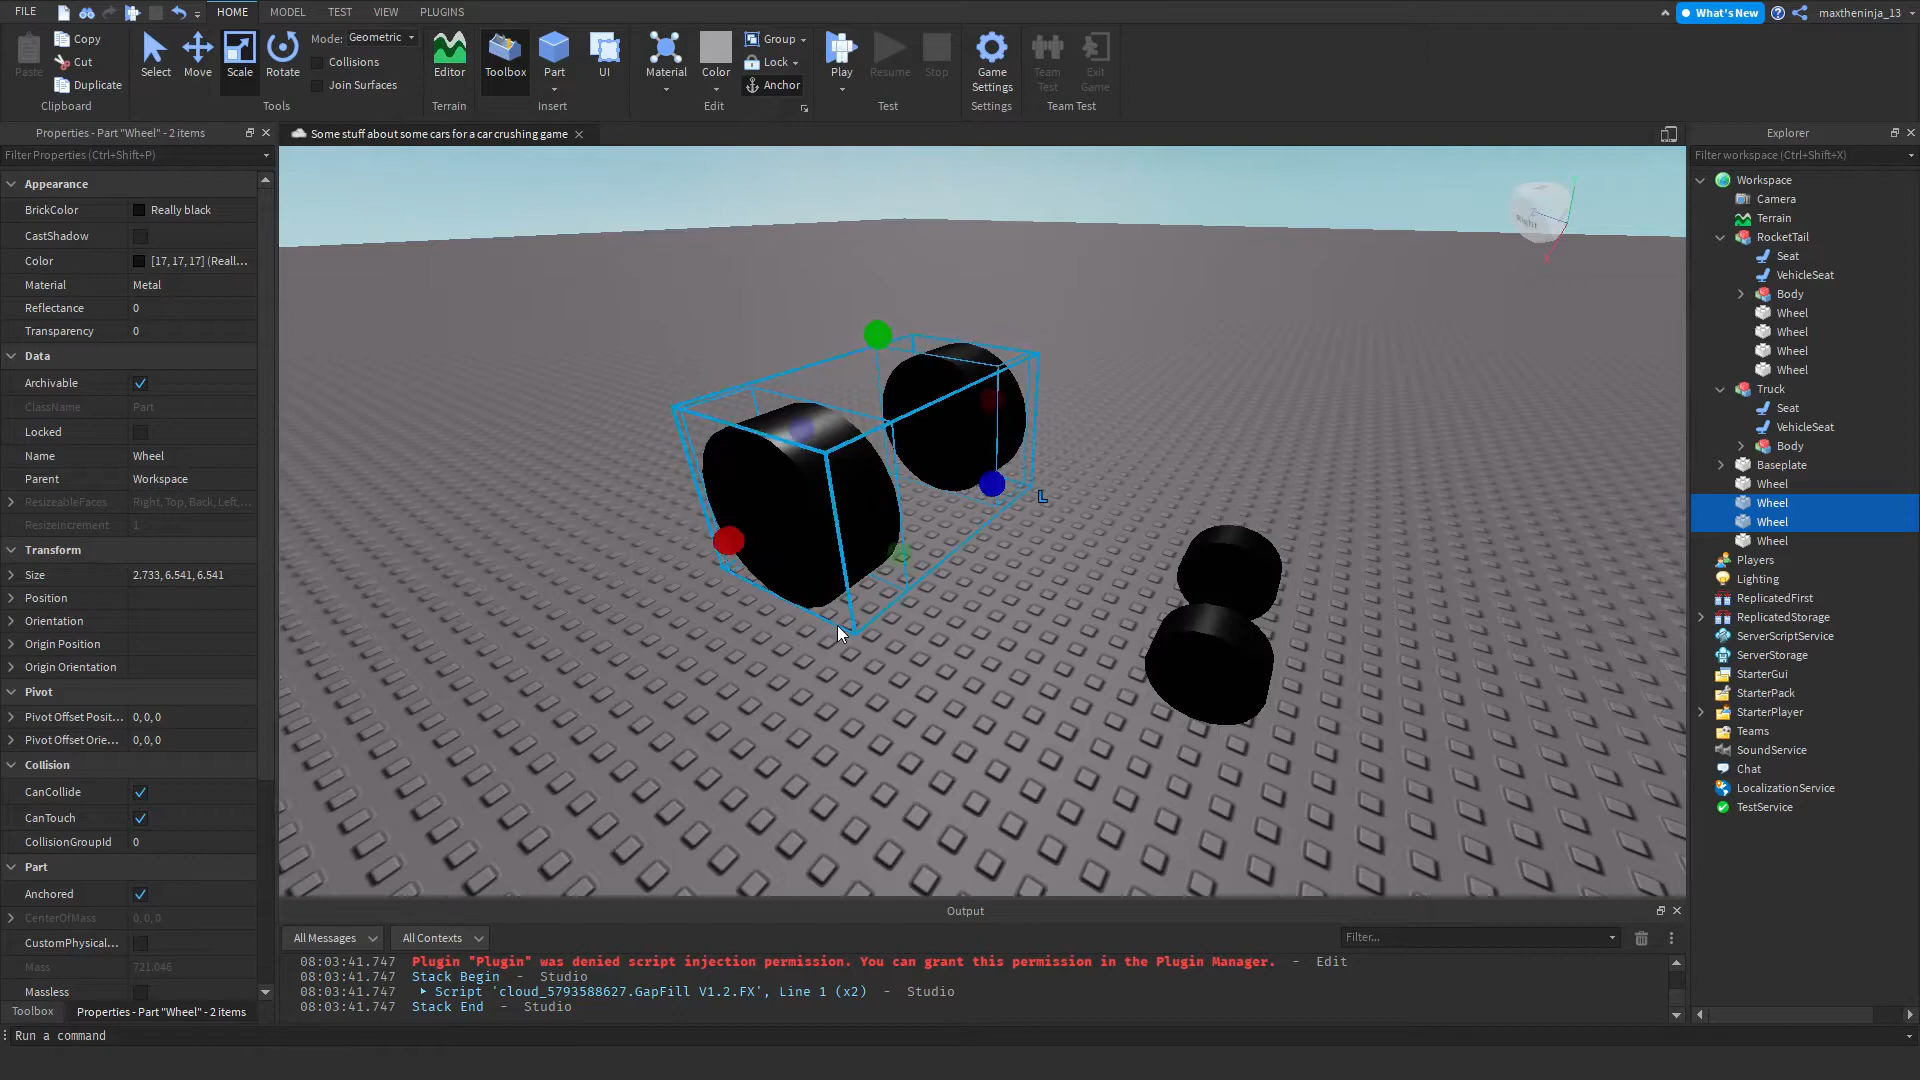 FILE
HOME
MODEL
TEST
VIEW
PLUGINS
What's New
maxtheninja_13
Paste
Copy
Cut
Duplicate
Clipboard
Select
Move
Scale
Rotate
Mode: Geometric
Collisions
Join Surfaces
Tools
Editor
Terrain
Toolbox
Part
UI
Insert
Material
Color
Group
Lock
Anchor
Edit
Play
Resume
Stop
Test
Game Settings
Settings
Team Test
Exit Game
Team Test
Properties - Part "Wheel" - 2 items
Filter Properties (Ctrl+Shift+P)
Appearance
BrickColor Really black
CastShadow
Color [17, 17, 17] (Reall...
Material Metal
Reflectance 0
Transparency 0
Data
Archivable
ClassName Part
Locked
Name Wheel
Parent Workspace
ResizeableFaces Right, Top, Back, Left,...
ResizeIncrement 1
Transform
Size 2.733, 6.541, 6.541
Position
Orientation
Origin Position
Origin Orientation
Pivot
Pivot Offset Posit... 0, 0, 0
Pivot Offset Orie... 0, 0, 0
Collision
CanCollide
CanTouch
CollisionGroupId 0
Part
Anchored
CenterOfMass 0, 0, 0
CustomPhysical...
Mass 721.046
Massless
Toolbox
Properties - Part "Wheel" - 2 items
Run a command
Some stuff about some cars for a car crushing game
Right
Z
X
L
Output
All Messages
All Contexts
Filter...
08:03:41.747 Plugin "Plugin" was denied script injection permission. You can grant this permission in the Plugin Manager. - Edit
08:03:41.747 Stack Begin - Studio
08:03:41.747 Script 'cloud_5793588627.GapFill V1.2.FX', Line 1 (x2) - Studio
08:03:41.747 Stack End - Studio
Explorer
Filter workspace (Ctrl+Shift+X)
Workspace
Camera
Terrain
RocketTail
Seat
VehicleSeat
Body
Wheel
Wheel
Wheel
Wheel
Truck
Seat
VehicleSeat
Body
Baseplate
Wheel
Wheel
Wheel
Wheel
Players
Lighting
ReplicatedFirst
ReplicatedStorage
ServerScriptService
ServerStorage
StarterGui
StarterPack
StarterPlayer
Teams
SoundService
Chat
LocalizationService
TestService